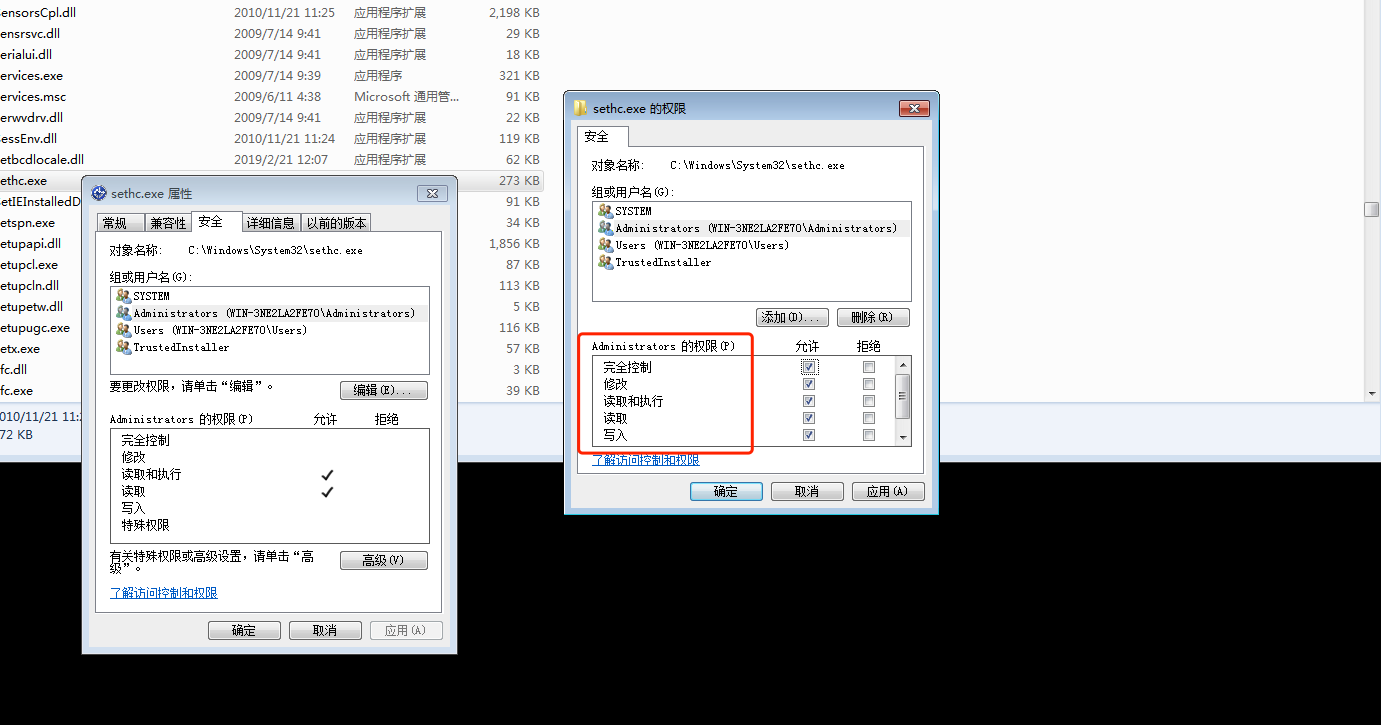 ensorsCpl.dll 2010/11/21 11:25 应用程序扩展 2,198 KB
ensrsvc.dll 2009/7/14 9:41 应用程序扩展 29 KB
erialui.dll 2009/7/14 9:41 应用程序扩展 18 KB
ervices.exe 2009/7/14 9:39 应用程序 321 KB
ervices.msc 2009/6/11 4:38 Microsoft 通用管... 91 KB
erwvdrv.dll 2009/7/14 9:41 应用程序扩展 22 KB
essEnv.dll 2010/11/21 11:24 应用程序扩展 119 KB
etbcdlocale.dll 2019/2/21 12:07 应用程序扩展 62 KB
ethc.exe 273 KB
etIEInstalledD 91 KB
etspn.exe 34 KB
etupapi.dll 1,856 KB
etupcl.exe 87 KB
etupcln.dll 113 KB
etupetw.dll 5 KB
etupugc.exe 116 KB
etx.exe 57 KB
fc.dll 3 KB
fc.exe 39 KB
010/11/21 11:2
72 KB
sethc.exe 属性
常规 兼容性 安全 详细信息 以前的版本
对象名称: C:\Windows\System32\sethc.exe
组或用户名(G):
SYSTEM
Administrators (WIN-3NE2LA2FE7O\Administrators)
Users (WIN-3NE2LA2FE7O\Users)
TrustedInstaller
要更改权限，请单击“编辑”。 编辑(E)...
Administrators 的权限(P) 允许 拒绝
完全控制
修改
读取和执行
读取
写入
特殊权限
有关特殊权限或高级设置，请单击“高
级”。 高级(V)
了解访问控制和权限
确定 取消 应用(A)
sethc.exe 的权限
安全
对象名称: C:\Windows\System32\sethc.exe
组或用户名(G):
SYSTEM
Administrators (WIN-3NE2LA2FE7O\Administrators)
Users (WIN-3NE2LA2FE7O\Users)
TrustedInstaller
添加(D)... 删除(R)
Administrators 的权限(P) 允许 拒绝
完全控制
修改
读取和执行
读取
写入
了解访问控制和权限
确定 取消 应用(A)